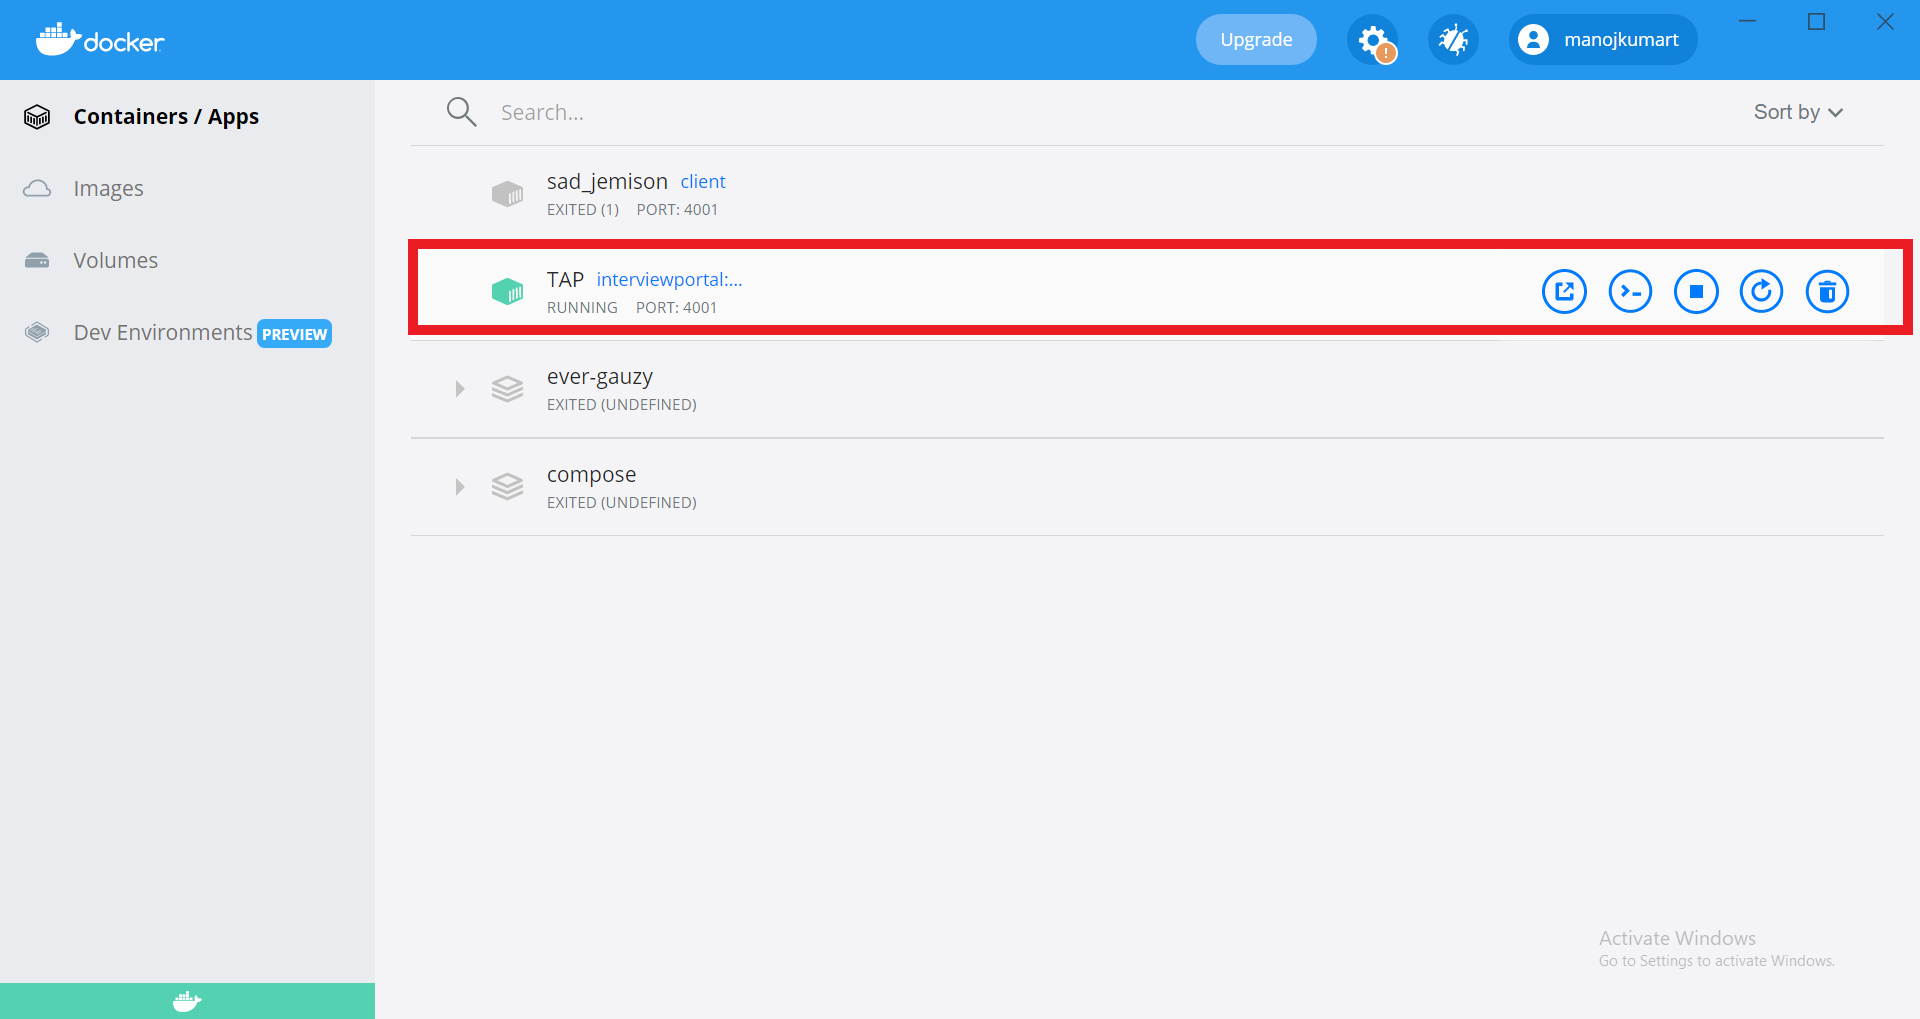 docker
Upgrade
manojkumart
Containers / Apps
Images
Volumes
Dev Environments PREVIEW
Search...
Sort by
sad_jemison client
EXITED (1) PORT: 4001
TAP interviewportal:...
RUNNING PORT: 4001
ever-gauzy
EXITED (UNDEFINED)
compose
EXITED (UNDEFINED)
Activate Windows
Go to Settings to activate Windows.